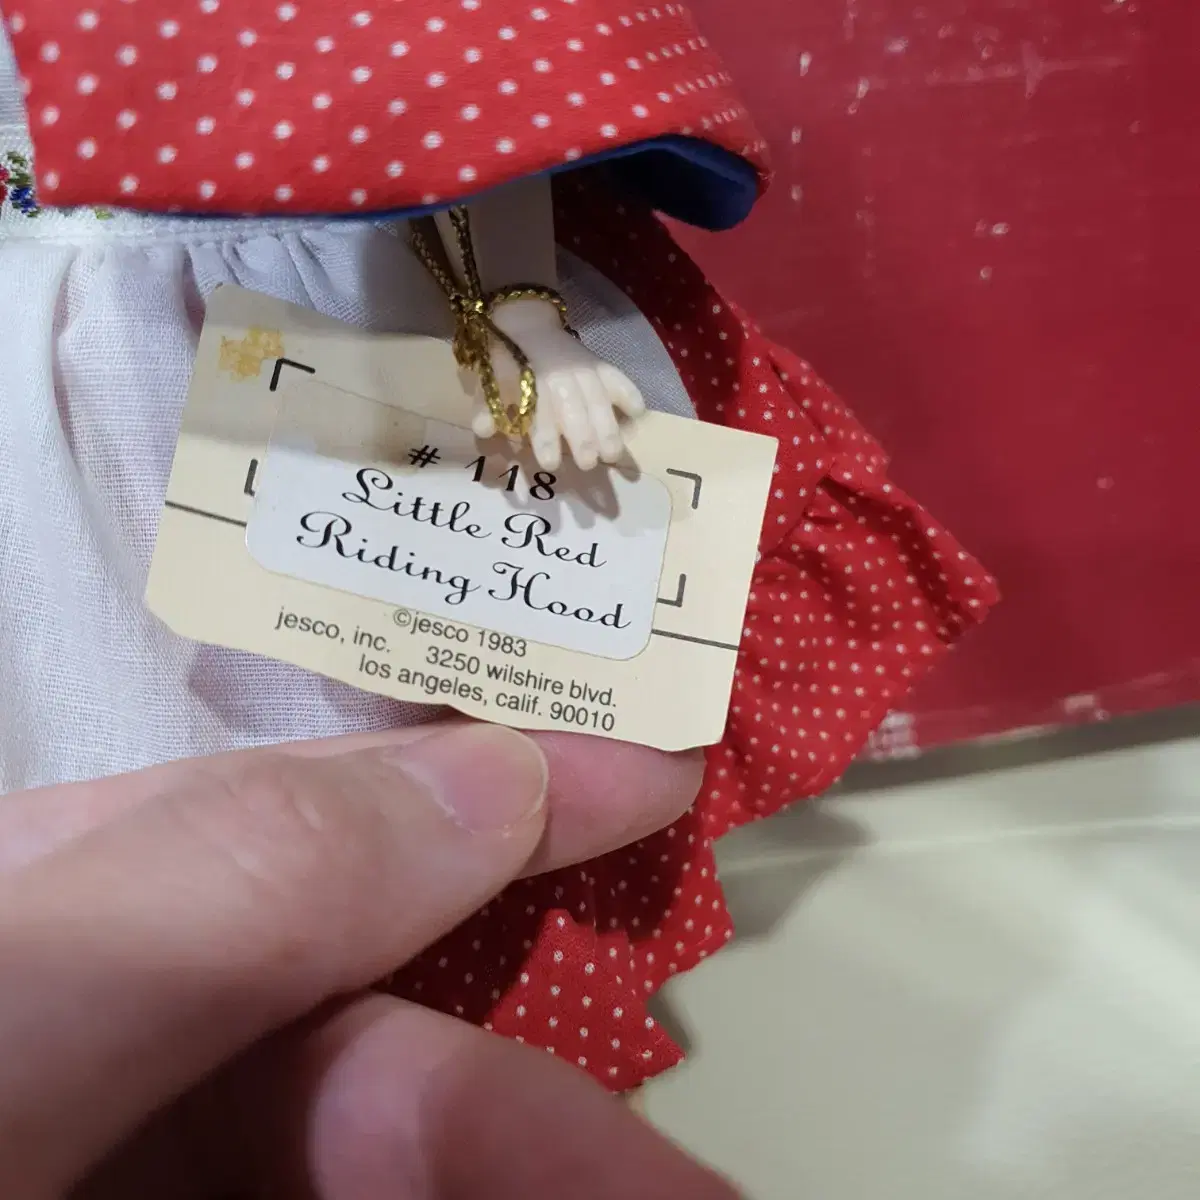 # 118
Little Red
Riding Hood
©jesco 1983
jesco, inc. 3250 wilshire blvd.
los angeles, calif. 90010